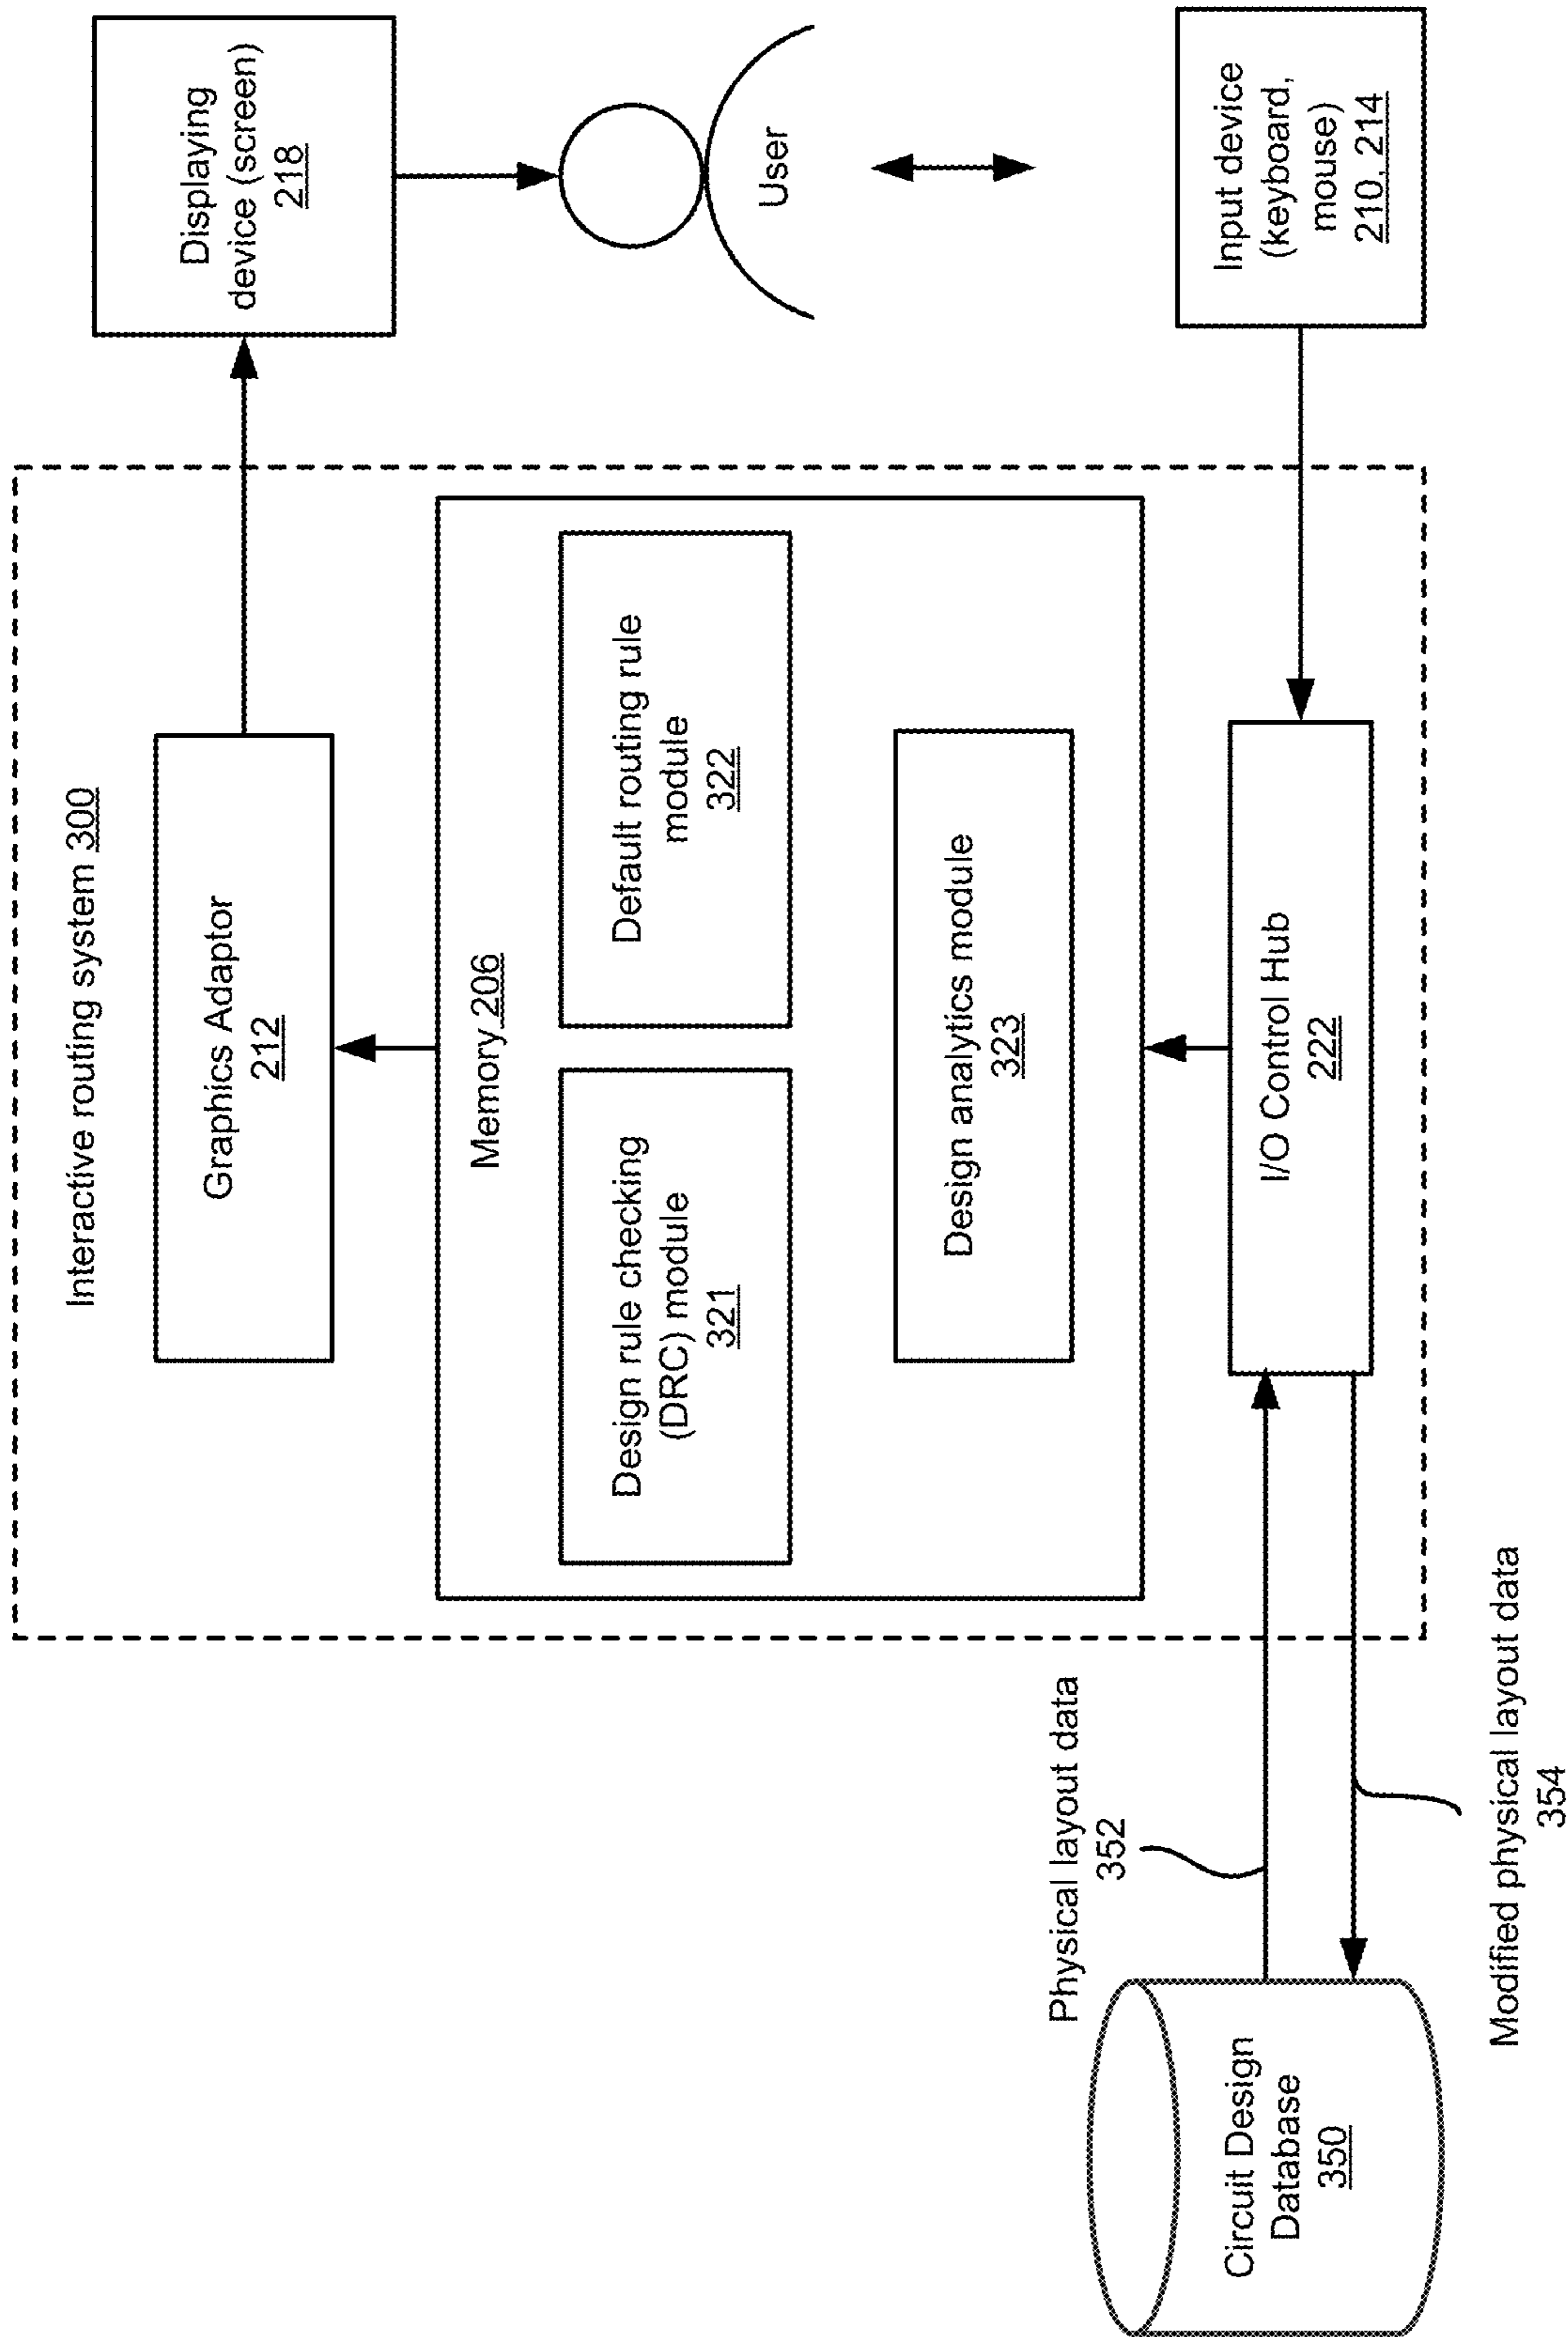 Interactive routing system 300
Graphics Adaptor
212
Displaying
device (screen)
218
Memory 206
Design rule checking
(DRC) module
321
Default routing rule
module
322
User
Design analytics module
323
Physical layout data
352
I/O Control Hub
222
Input device
(keyboard,
mouse)
210, 214
Circuit Design
Database
350
Modified physical layout data
354